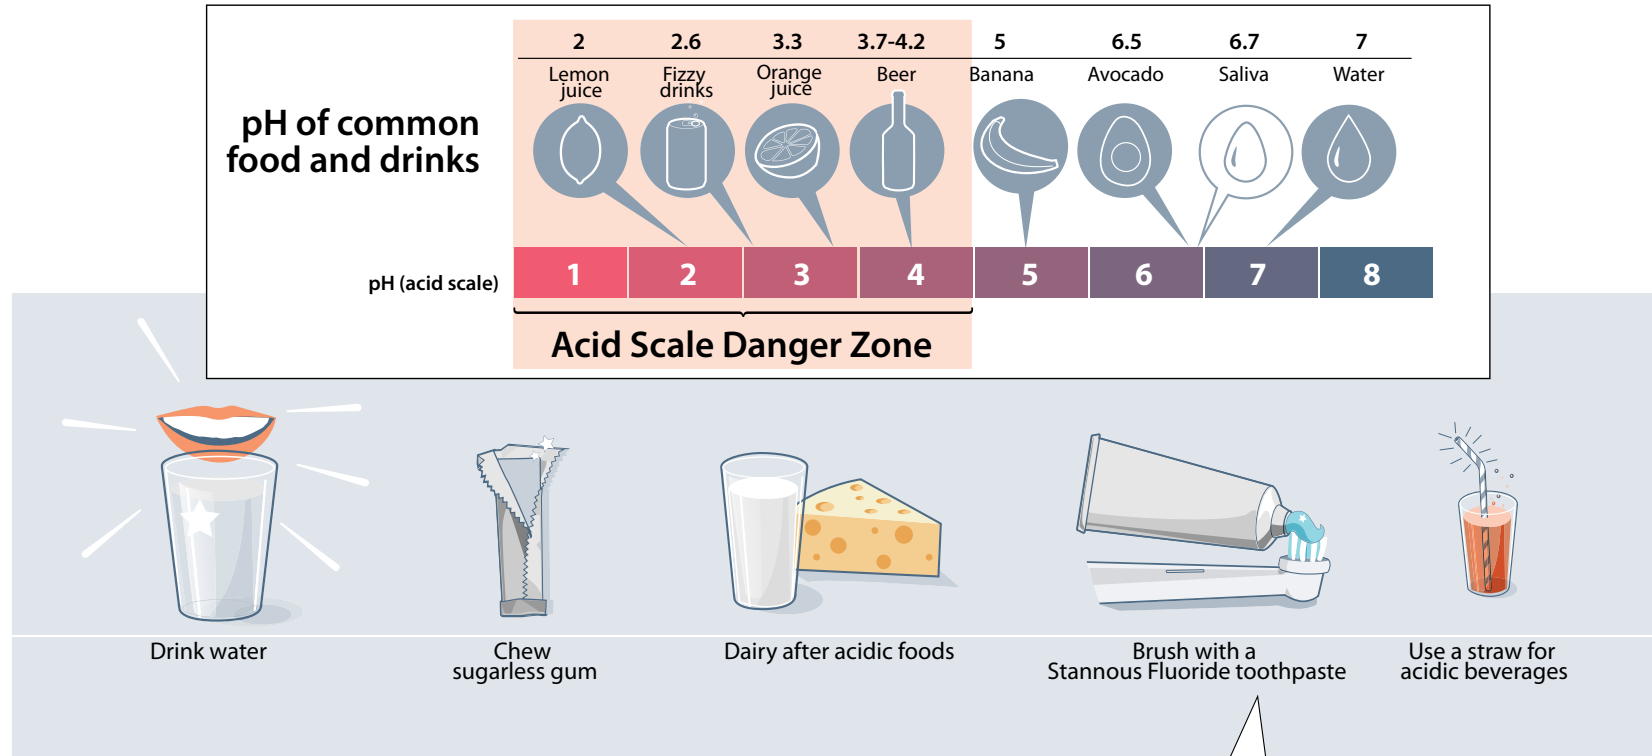 2 2.6 3.3 3.7-4.2 5 6.5 6.7 7
Lemon juice
Fizzy drinks
Orange juice
Beer
Banana
Avocado
Saliva
Water
pH of common
food and drinks
pH (acid scale)
1 2 3 4 5 6 7 8
Acid Scale Danger Zone
Drink water
Chew
sugarless gum
Dairy after acidic foods
Brush with a
Stannous Fluoride toothpaste
Use a straw for
acidic beverages